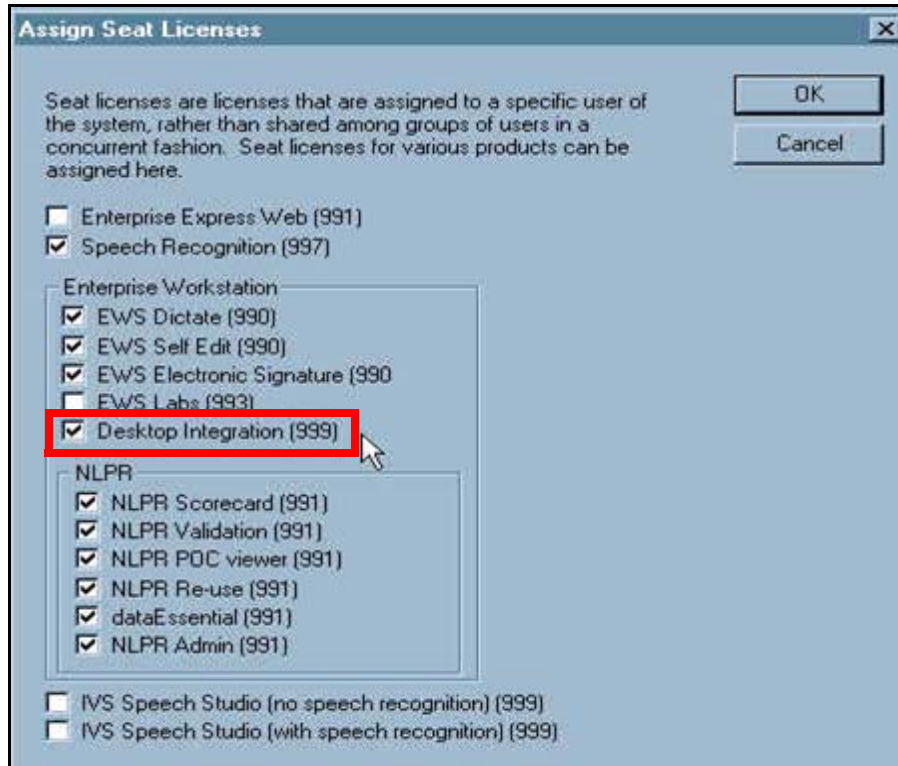 Assign Seat Licenses
Seat licenses are licenses that are assigned to a specific user of
the system, rather than shared among groups of users in a
concurrent fashion.  Seat licenses for various products can be
assigned here.
OK
Cancel
Enterprise Express Web (991)
Speech Recognition (997)
Enterprise Workstation
EWS Dictate (990)
EWS Self Edit (990)
EWS Electronic Signature (990
EWS Labs (993)
Desktop Integration (999)
NLPR
NLPR Scorecard (991)
NLPR Validation (991)
NLPR POC viewer (991)
NLPR Re-use (991)
dataEssential (991)
NLPR Admin (991)
IVS Speech Studio (no speech recognition) (999)
IVS Speech Studio (with speech recognition) (999)